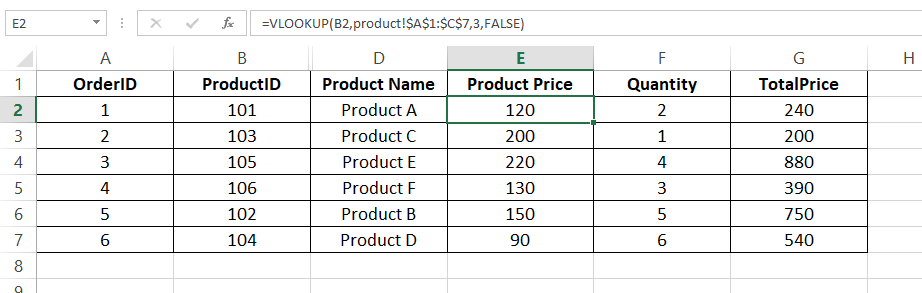 E2 fx =VLOOKUP(B2,product!$A$1:$C$7,3,FALSE)
A B D E F G H
1 OrderID ProductID Product Name Product Price Quantity TotalPrice
2 1 101 Product A 120 2 240
3 2 103 Product C 200 1 200
4 3 105 Product E 220 4 880
5 4 106 Product F 130 3 390
6 5 102 Product B 150 5 750
7 6 104 Product D 90 6 540
8
9